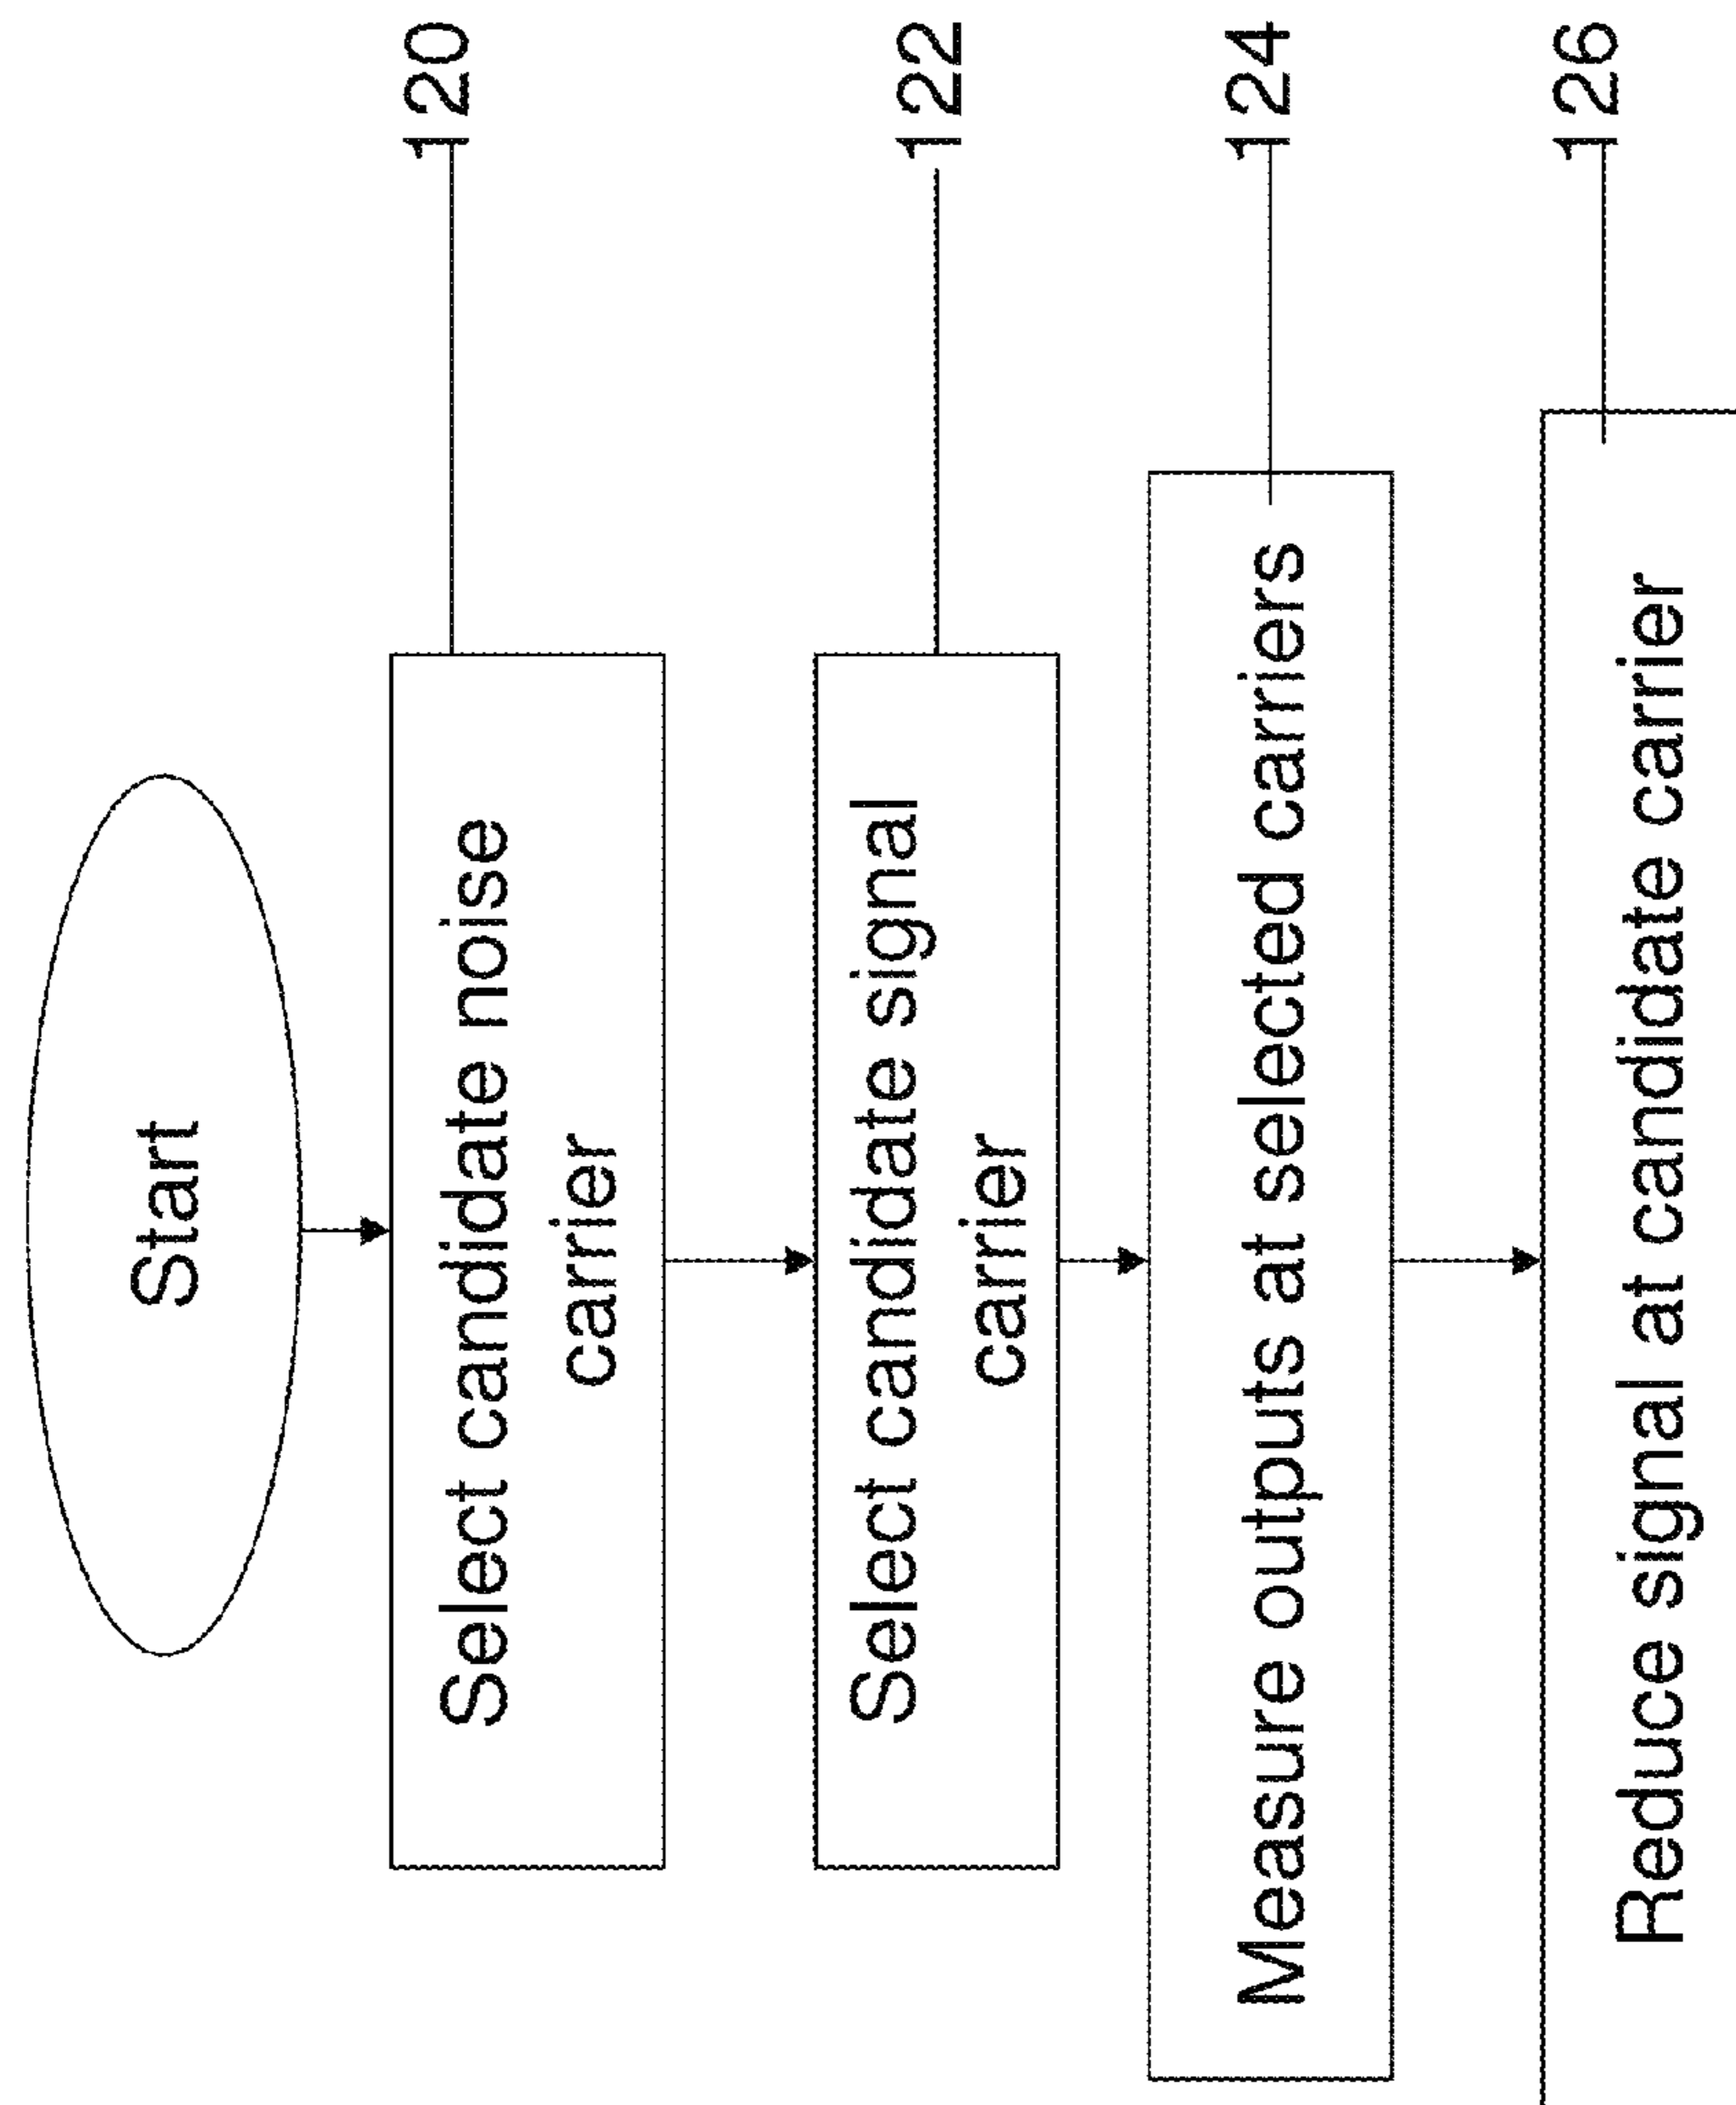 Start
Select candidate noise
carrier
120
Select candidate signal
carrier
122
Measure outputs at selected carriers
124
Reduce signal at candidate carrier
126